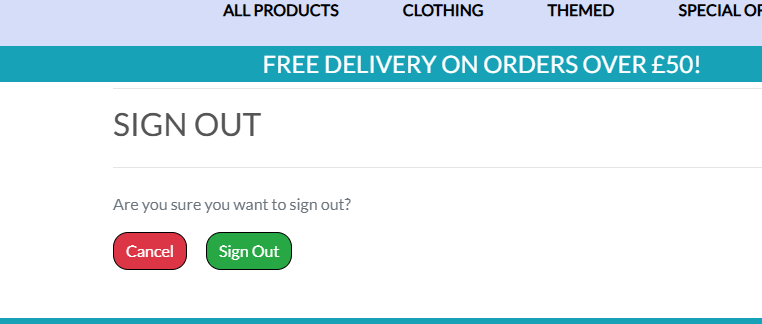 ALL PRODUCTS CLOTHING THEMED SPECIAL OF
FREE DELIVERY ON ORDERS OVER £50!
SIGN OUT
Are you sure you want to sign out?
Cancel Sign Out